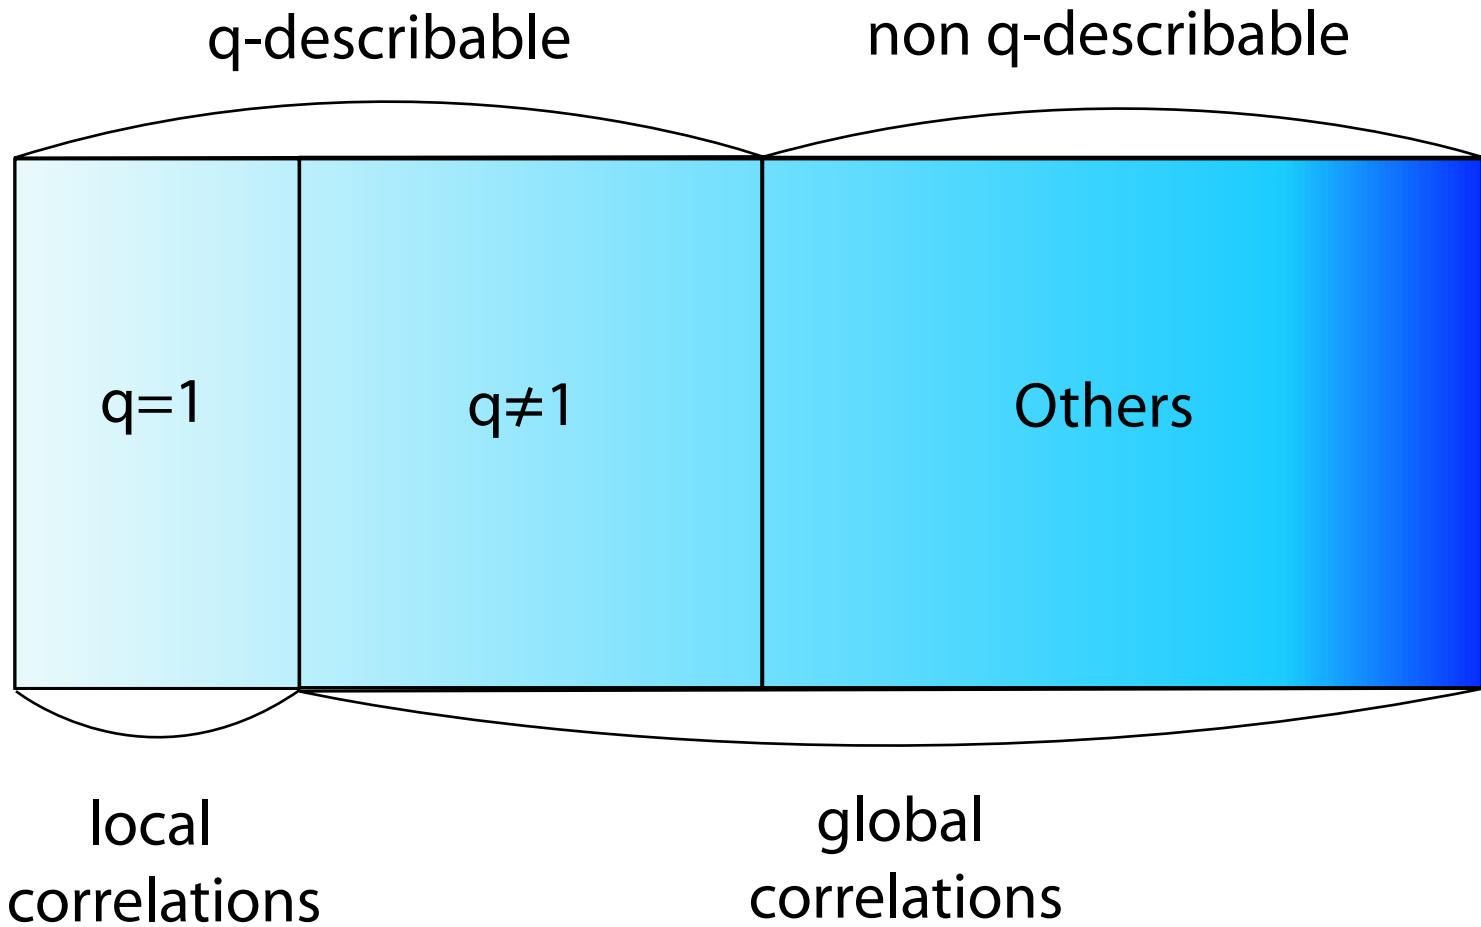 q-describable
non q-describable
q=1
q≠1
Others
local
correlations
global
correlations